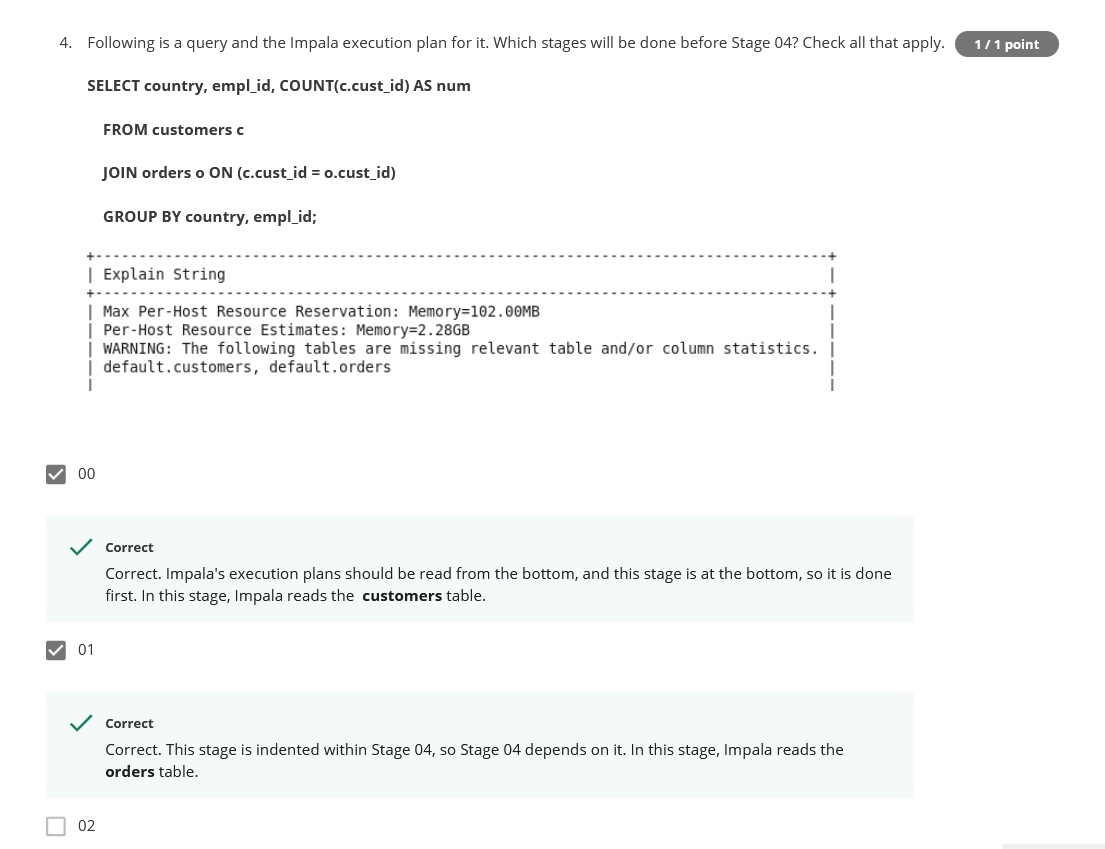 4. Following is a query and the Impala execution plan for it. Which stages will be done before Stage 04? Check all that apply. 1 / 1 point
SELECT country, empl_id, COUNT(c.cust_id) AS num
FROM customers c
JOIN orders o ON (c.cust_id = o.cust_id)
GROUP BY country, empl_id;
+------------------------------------------------------------------------------------+
| Explain String |
+------------------------------------------------------------------------------------+
| Max Per-Host Resource Reservation: Memory=102.00MB |
| Per-Host Resource Estimates: Memory=2.28GB |
| WARNING: The following tables are missing relevant table and/or column statistics. |
| default.customers, default.orders |
| |
00
Correct
Correct. Impala's execution plans should be read from the bottom, and this stage is at the bottom, so it is done
first. In this stage, Impala reads the customers table.
01
Correct
Correct. This stage is indented within Stage 04, so Stage 04 depends on it. In this stage, Impala reads the
orders table.
02